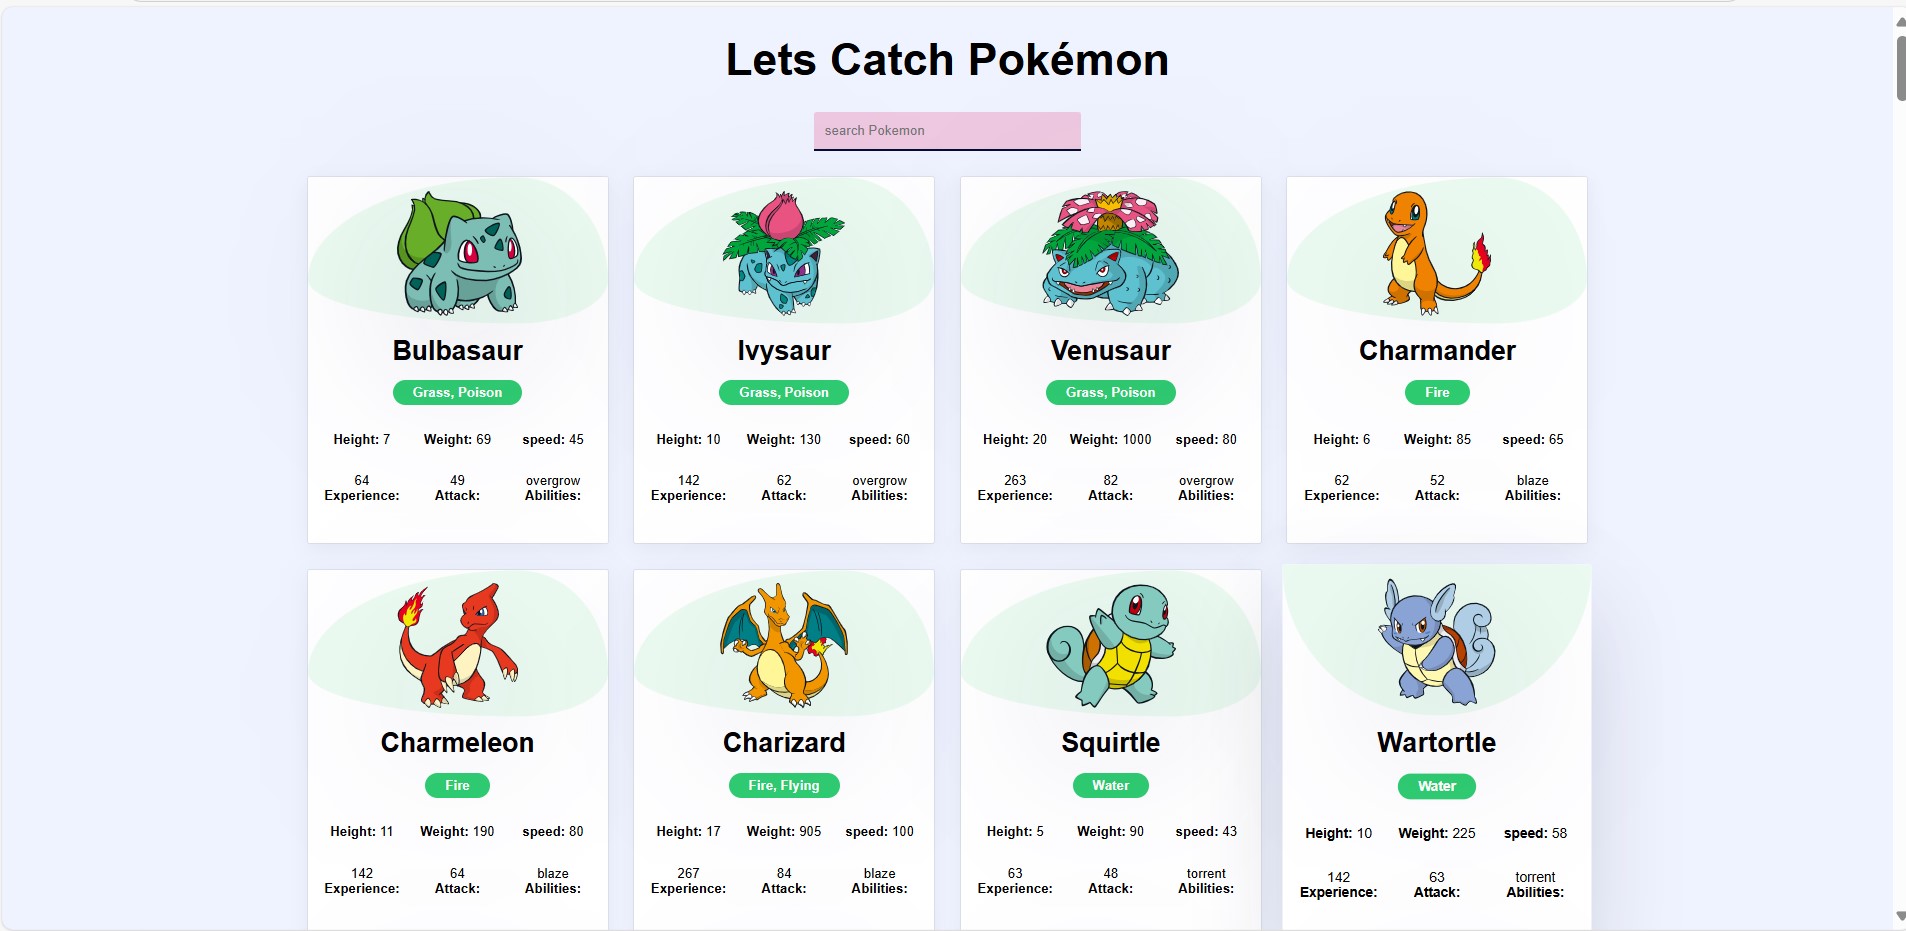 Lets Catch Pokémon
search Pokemon
Bulbasaur
Grass, Poison
Height: 7 Weight: 69 speed: 45
64 49 overgrow
Experience: Attack: Abilities:
Ivysaur
Grass, Poison
Height: 10 Weight: 130 speed: 60
142 62 overgrow
Experience: Attack: Abilities:
Venusaur
Grass, Poison
Height: 20 Weight: 1000 speed: 80
263 82 overgrow
Experience: Attack: Abilities:
Charmander
Fire
Height: 6 Weight: 85 speed: 65
62 52 blaze
Experience: Attack: Abilities:
Charmeleon
Fire
Height: 11 Weight: 190 speed: 80
142 64 blaze
Experience: Attack: Abilities:
Charizard
Fire, Flying
Height: 17 Weight: 905 speed: 100
267 84 blaze
Experience: Attack: Abilities:
Squirtle
Water
Height: 5 Weight: 90 speed: 43
63 48 torrent
Experience: Attack: Abilities:
Wartortle
Water
Height: 10 Weight: 225 speed: 58
142 63 torrent
Experience: Attack: Abilities: